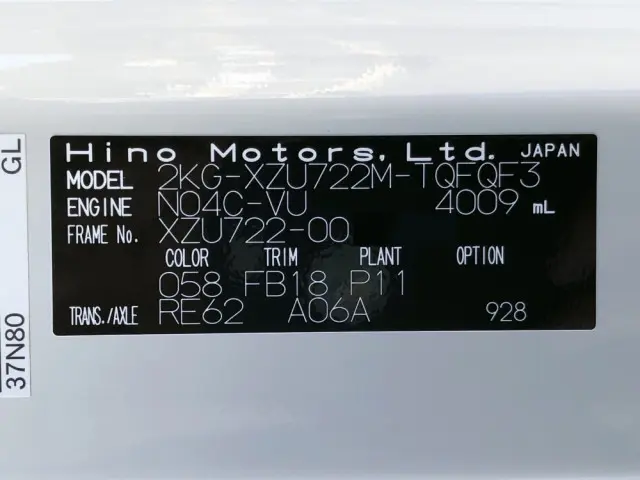 Hino Motors, Ltd. JAPAN
MODEL 2KG-XZU722M-TQFQF3
ENGINE N04C-VU 4009 mL
FRAME No. XZU722-00
COLOR TRIM PLANT OPTION
058 FB18 P11
TRANS./AXLE RE62 A06A 928
GL
37N80